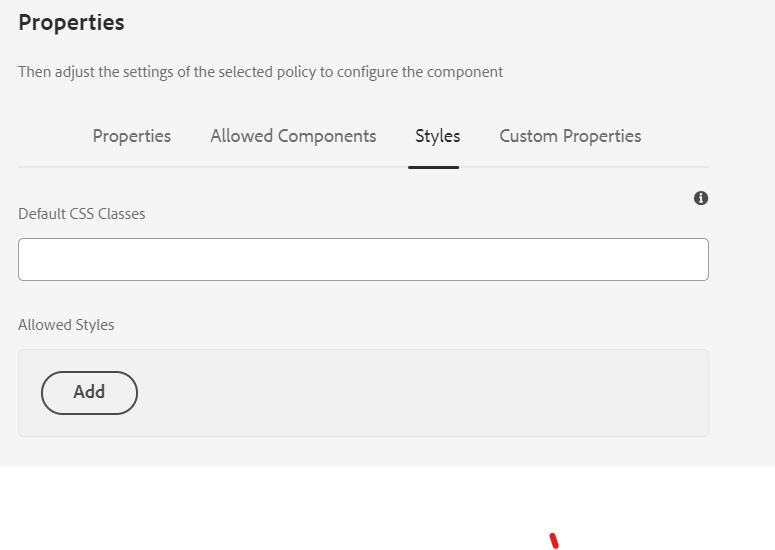 Properties
Then adjust the settings of the selected policy to configure the component
Properties Allowed Components Styles Custom Properties
Default CSS Classes
Allowed Styles
Add